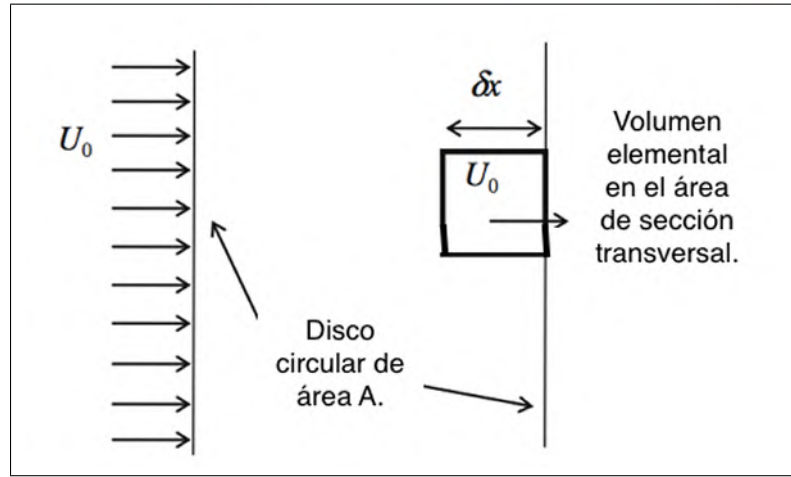 U₀
δx
U₀
Volumen
elemental
en el área
de sección
transversal.
Disco
circular de
área A.